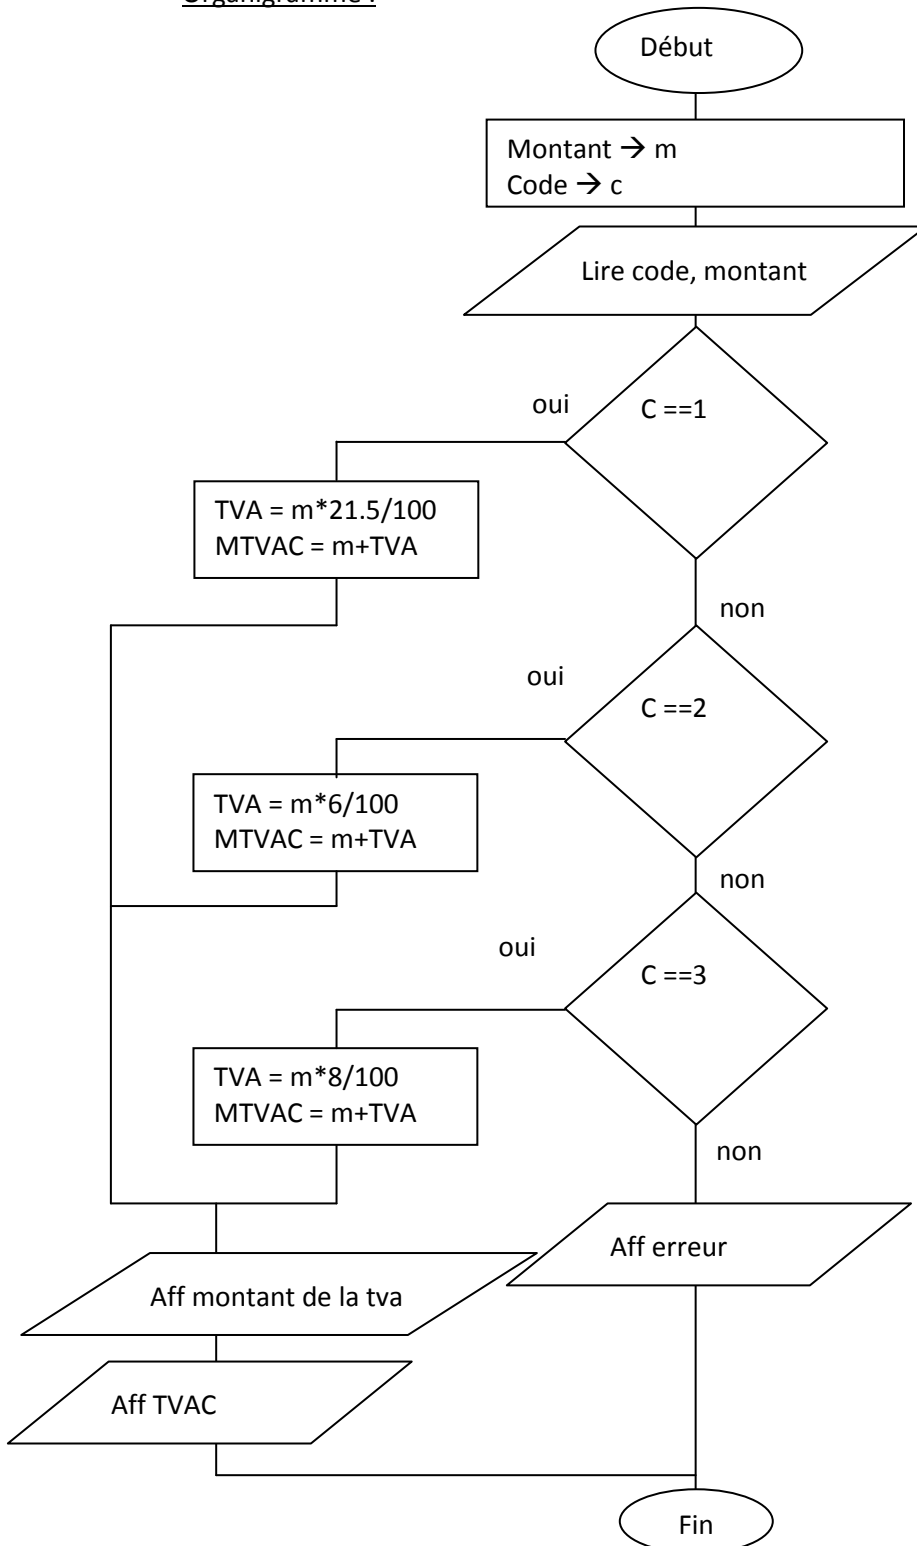 Organigramme :
Début
Montant → m
Code → c
Lire code, montant
oui
C ==1
TVA = m*21.5/100
MTVAC = m+TVA
non
oui
C ==2
TVA = m*6/100
MTVAC = m+TVA
non
oui
C ==3
TVA = m*8/100
MTVAC = m+TVA
non
Aff erreur
Aff montant de la tva
Aff TVAC
Fin